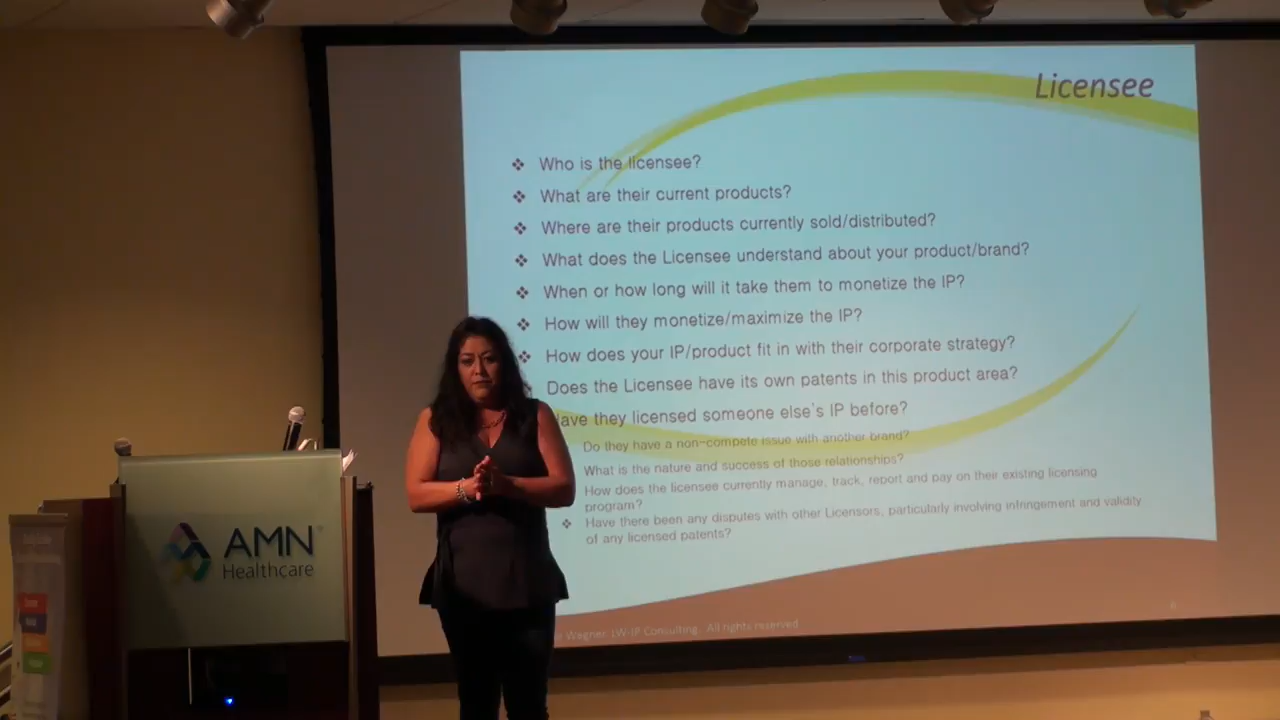 Licensee
Who is the licensee?
What are their current products?
Where are their products currently sold/distributed?
What does the Licensee understand about your product/brand?
When or how long will it take them to monetize the IP?
How will they monetize/maximize the IP?
How does your IP/product fit in with their corporate strategy?
Does the Licensee have its own patents in this product area?
ave they licensed someone else's IP before?
Do they have a non-compete issue with another brand?
What is the nature and success of those relationships?
How does the licensee currently manage, track, report and pay on their existing licensing
program?
Have there been any disputes with other Licensors, particularly involving infringement and validity
of any licensed patents?
Wagner, LW-IP Consulting. All rights reserved
6
AMN
Healthcare